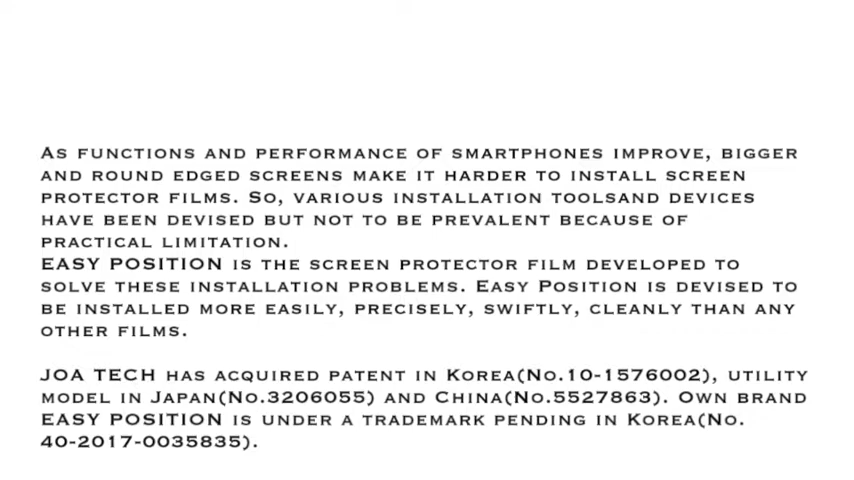 As functions and performance of smartphones improve, bigger
and round edged screens make it harder to install screen
protector films. So, various installation toolsand devices
have been devised but not to be prevalent because of
practical limitation.
EASY POSITION is the screen protector film developed to
solve these installation problems. Easy Position is devised to
be installed more easily, precisely, swiftly, cleanly than any
other films.
JOA TECH has acquired patent in Korea(No.10-1576002), utility
model in Japan(No.3206055) and China(No.5527863). Own brand
EASY POSITION is under a trademark pending in Korea(No.
40-2017-0035835).